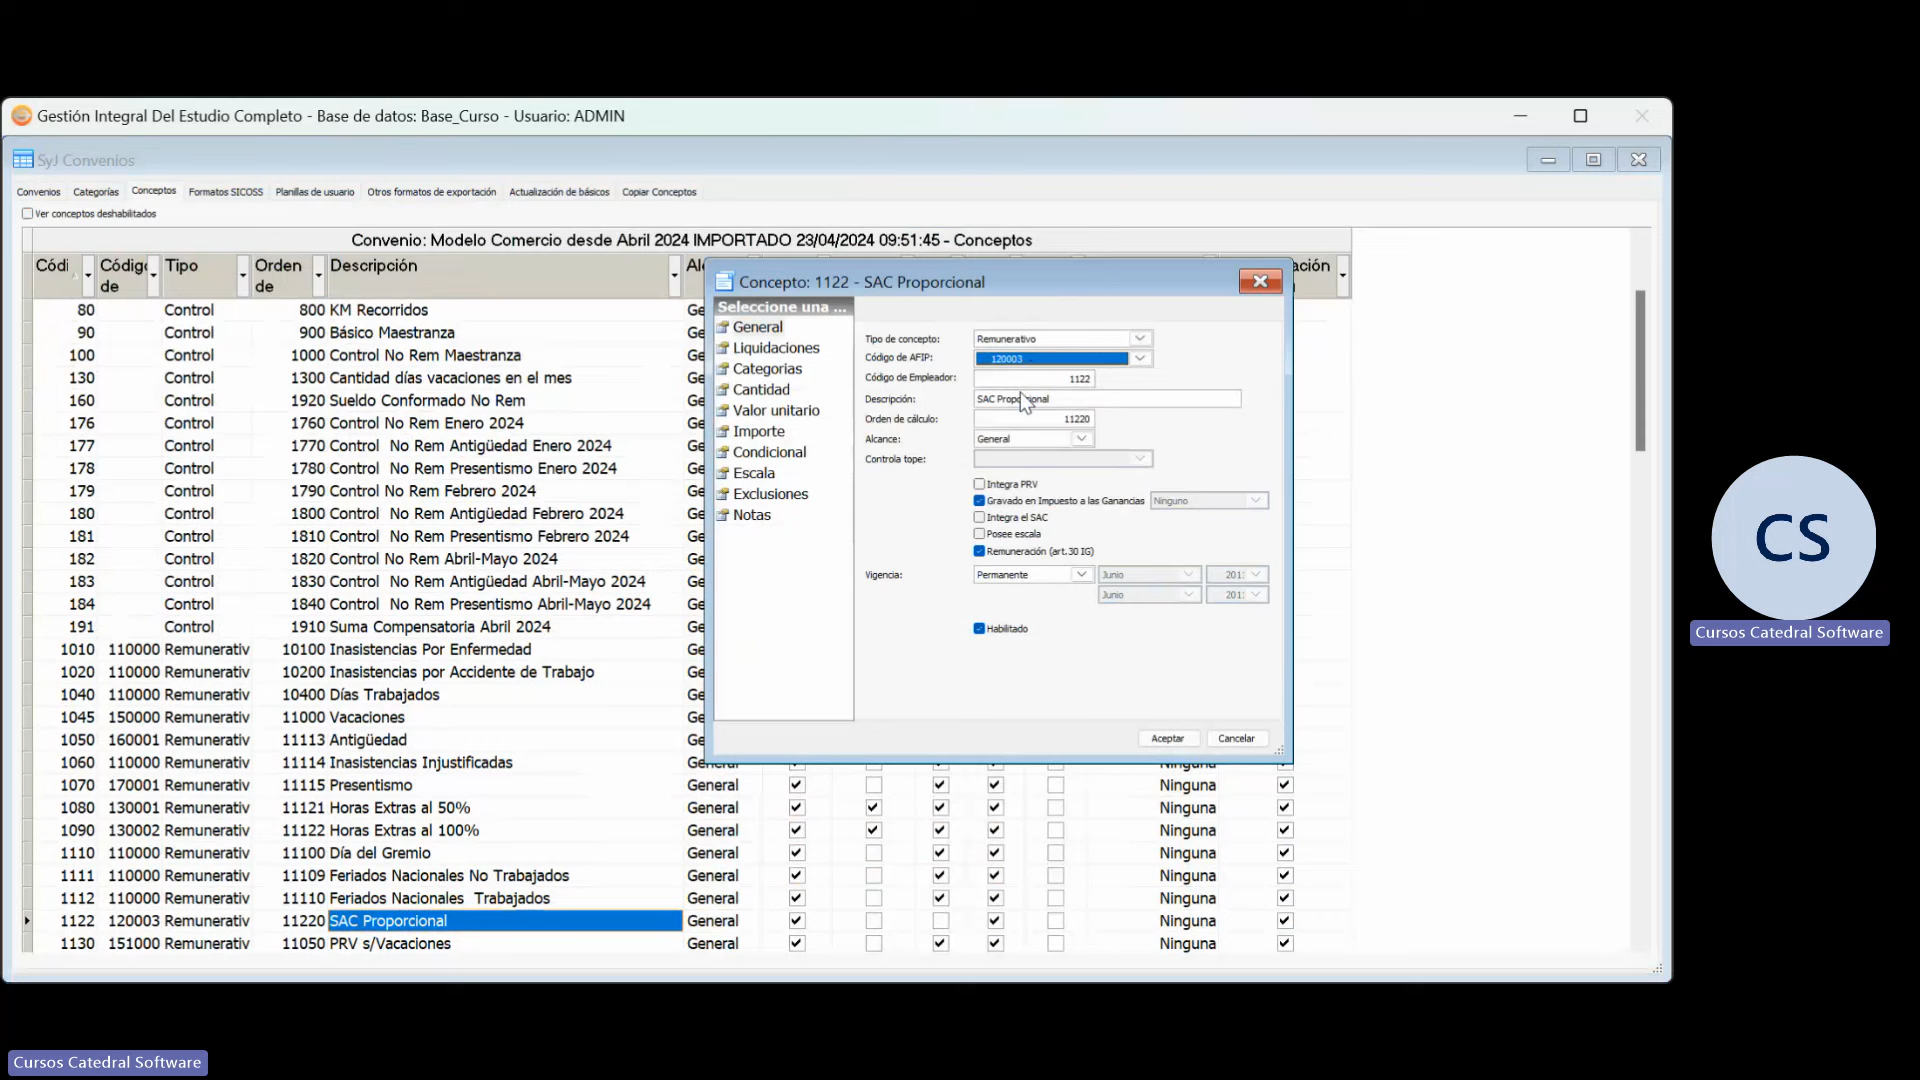 Gestión Integral Del Estudio Completo - Base de datos: Base_Curso - Usuario: ADMIN
SyJ Convenios
Convenios Categorías Conceptos Formatos SICOSS Planillas de usuario Otros formatos de exportación Actualización de básicos Copiar Conceptos
Ver conceptos deshabilitados
Convenio: Modelo Comercio desde Abril 2024 IMPORTADO 23/04/2024 09:51:45 - Conceptos
Códi Código de Tipo Orden de Descripción
80 Control 800 KM Recorridos
90 Control 900 Básico Maestranza
100 Control 1000 Control No Rem Maestranza
130 Control 1300 Cantidad días vacaciones en el mes
160 Control 1920 Sueldo Conformado No Rem
176 Control 1760 Control No Rem Enero 2024
177 Control 1770 Control No Rem Antigüedad Enero 2024
178 Control 1780 Control No Rem Presentismo Enero 2024
179 Control 1790 Control No Rem Febrero 2024
180 Control 1800 Control No Rem Antigüedad Febrero 2024
181 Control 1810 Control No Rem Presentismo Febrero 2024
182 Control 1820 Control No Rem Abril-Mayo 2024
183 Control 1830 Control No Rem Antigüedad Abril-Mayo 2024
184 Control 1840 Control No Rem Presentismo Abril-Mayo 2024
191 Control 1910 Suma Compensatoria Abril 2024
1010 110000 Remunerativ 10100 Inasistencias Por Enfermedad
1020 110000 Remunerativ 10200 Inasistencias por Accidente de Trabajo
1040 110000 Remunerativ 10400 Días Trabajados
1045 150000 Remunerativ 11000 Vacaciones
1050 160001 Remunerativ 11113 Antigüedad
1060 110000 Remunerativ 11114 Inasistencias Injustificadas
1070 170001 Remunerativ 11115 Presentismo General Ninguna
1080 130001 Remunerativ 11121 Horas Extras al 50% General Ninguna
1090 130002 Remunerativ 11122 Horas Extras al 100% General Ninguna
1110 110000 Remunerativ 11100 Día del Gremio General Ninguna
1111 110000 Remunerativ 11109 Feriados Nacionales No Trabajados General Ninguna
1112 110000 Remunerativ 11110 Feriados Nacionales Trabajados General Ninguna
1122 120003 Remunerativ 11220 SAC Proporcional General Ninguna
1130 151000 Remunerativ 11050 PRV s/Vacaciones General Ninguna
Concepto: 1122 - SAC Proporcional
Seleccione una ...
General
Liquidaciones
Categorías
Cantidad
Valor unitario
Importe
Condicional
Escala
Exclusiones
Notas
Tipo de concepto: Remunerativo
Código de AFIP: 120003
Código de Empleador: 1122
Descripción: SAC Proporcional
Orden de cálculo: 11220
Alcance: General
Controla tope:
Integra PRV
Gravado en Impuesto a las Ganancias Ninguno
Integra el SAC
Posee escala
Remuneración (art.30 IG)
Vigencia: Permanente Junio
Junio
Habilitado
Aceptar Cancelar
CS
Cursos Catedral Software
Cursos Catedral Software